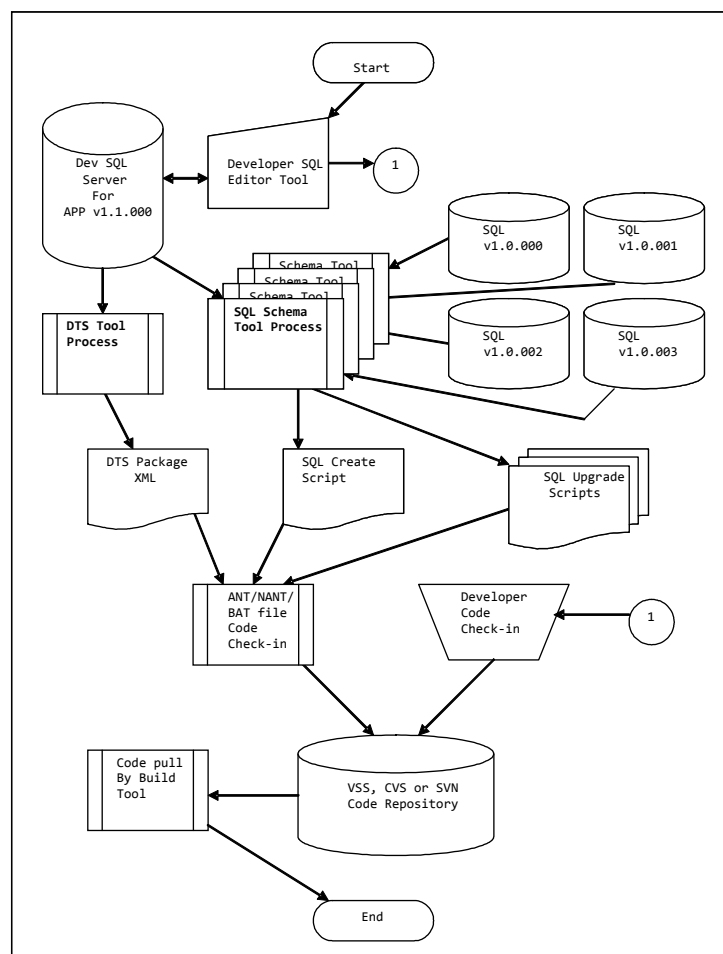 Start
Dev SQL
Server
For
APP v1.1.000
Developer SQL
Editor Tool
1
SQL
v1.0.000
SQL
v1.0.001
Schema Tool
Schema Tool
Schema Tool
SQL Schema
Tool Process
SQL
v1.0.002
SQL
v1.0.003
DTS Tool
Process
DTS Package
XML
SQL Create
Script
SQL Upgrade
Scripts
ANT/NANT/
BAT file
Code
Check-in
Developer
Code
Check-in
1
Code pull
By Build
Tool
VSS, CVS or SVN
Code Repository
End